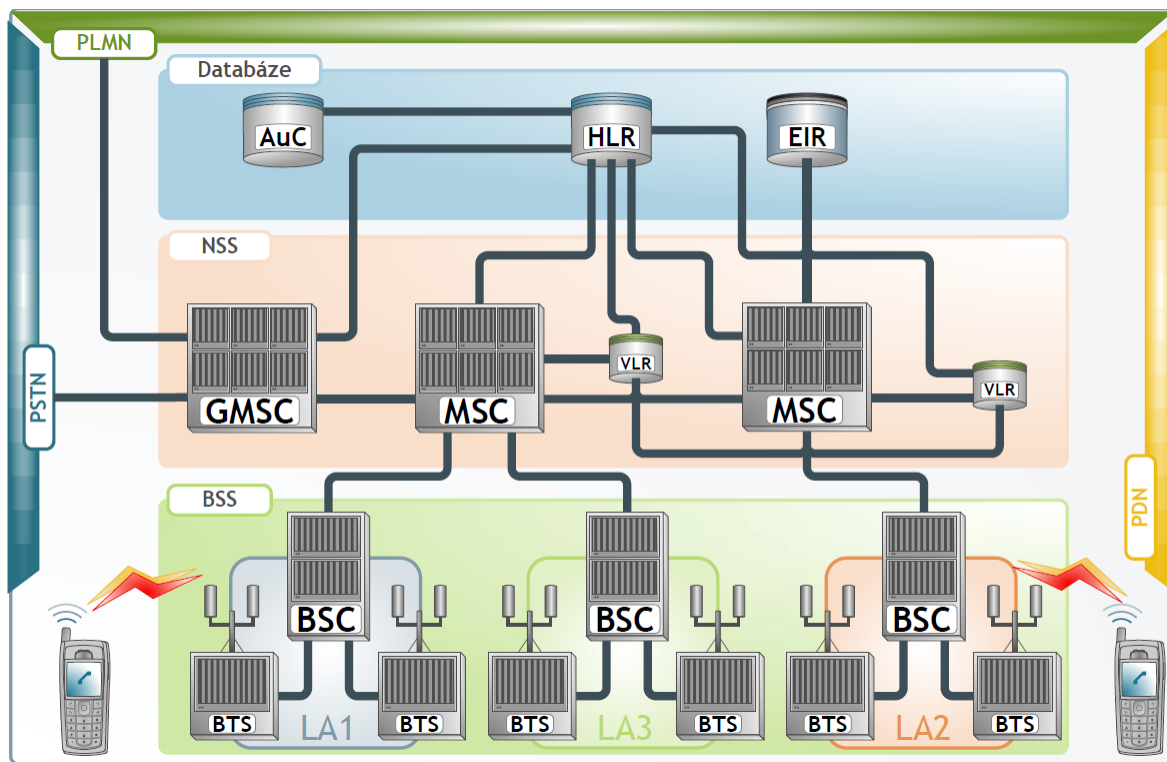 PLMN
Databáze
AuC
HLR
EIR
NSS
VLR
VLR
PSTN
GMSC
MSC
MSC
PDN
BSS
BSC
BSC
BSC
BTS
LA1
BTS
BTS
LA3
BTS
BTS
LA2
BTS